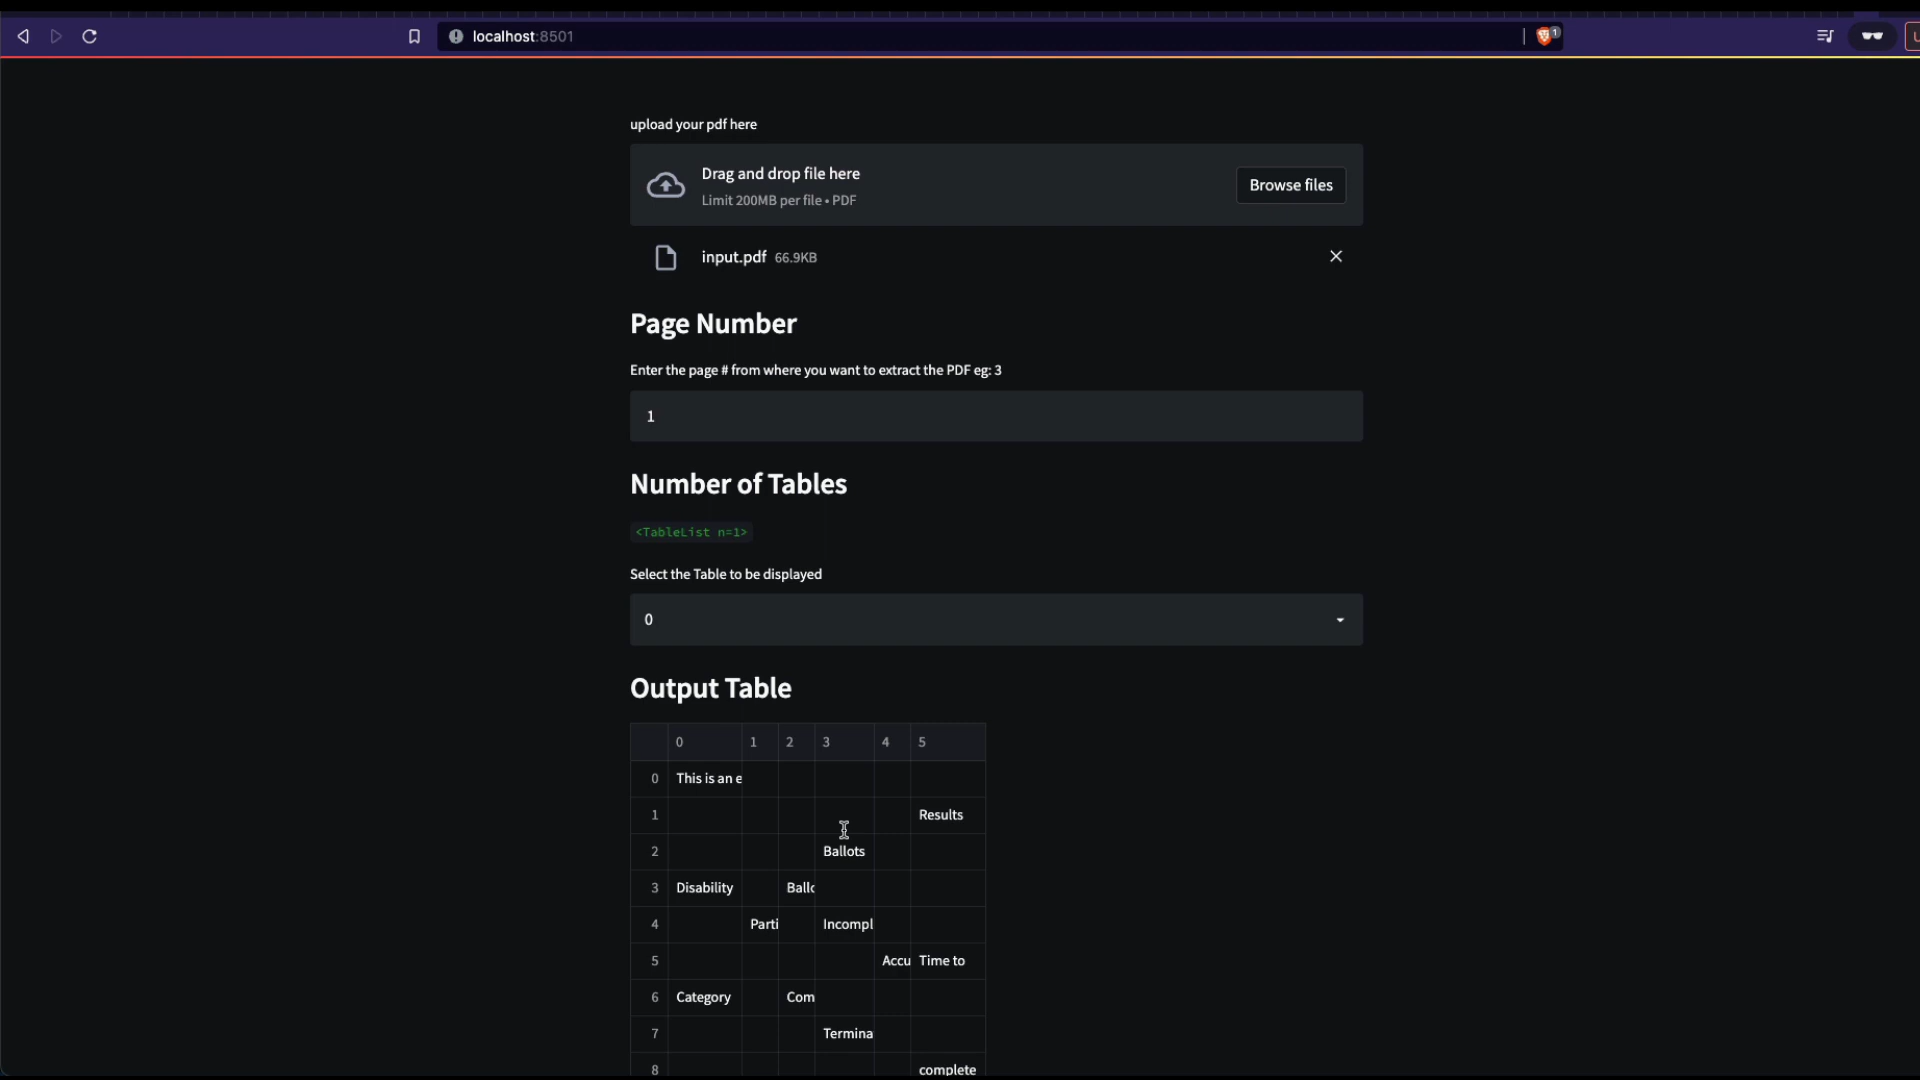 localhost:8501
1
upload your pdf here
Drag and drop file here
Limit 200MB per file • PDF
Browse files
input.pdf 66.9KB
Page Number
Enter the page # from where you want to extract the PDF eg: 3
1
Number of Tables
<TableList n=1>
Select the Table to be displayed
0
Output Table
0 1 2 3 4 5
0 This is an e
1 Results
2 Ballots
3 Disability Ballo
4 Parti Incompl
5 Accu Time to
6 Category Com
7 Termina
8 complete